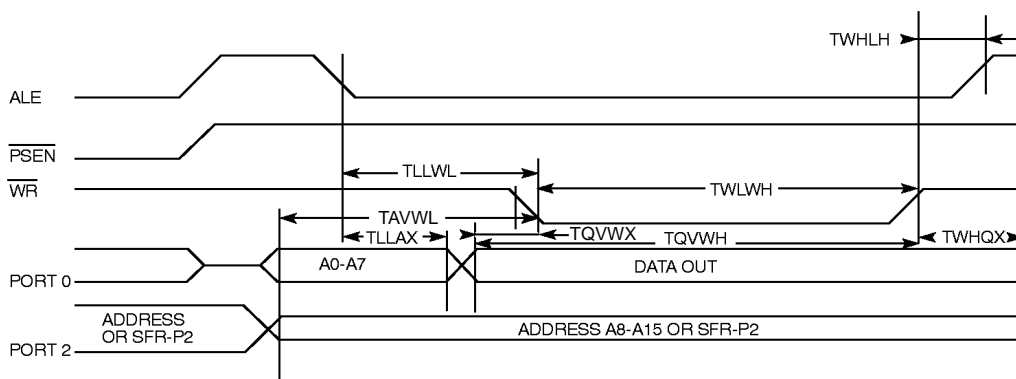 TWHLH
ALE
PSEN
TLLWL
WR
TWLWH
TAVWL
TLLAX
TQVWX
TQVWH
TWHQX
PORT 0
A0-A7
DATA OUT
ADDRESS
OR SFR-P2
ADDRESS A8-A15 OR SFR-P2
PORT 2